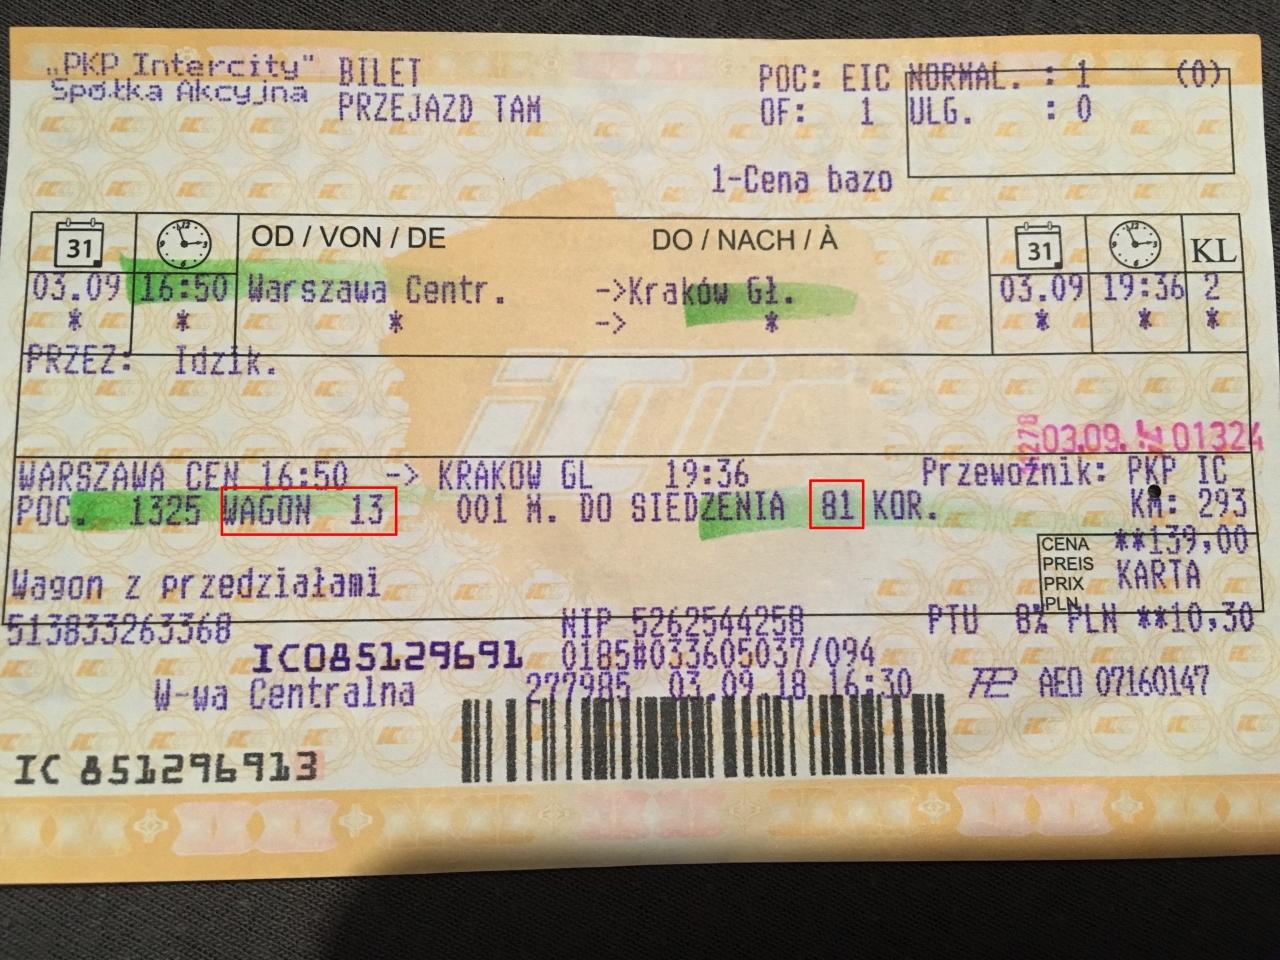 „PKP Intercity" BILET POC: EIC NORMAL. : 1 (0)
Spółka Akcyjna PRZEJAZD TAM OF: 1 ULG. : 0
1-Cena bazo
31 OD / VON / DE DO / NACH / À 31 KL
03.09 16:50 Warszawa Centr. ->Kraków Gł. 03.09 19:36 2
* * * -> * * * *
PRZEZ: Idzik.
03.09. 01324
WARSZAWA CEN 16:50 -> KRAKOW GL 19:36 Przewoźnik: PKP IC
POC. 1325 WAGON 13 001 M. DO SIEDZENIA 81 KOR. KM: 293
CENA **139,00
PREIS
PRIX KARTA
PLN
Wagon z przedziałami
513833263368 NIP 5262544258 PTU 8% PLN **10,30
IC085129691 0185#033605037/094
W-wa Centralna 277985 03.09.18 16:30 AEO 07160147
IC 851296913